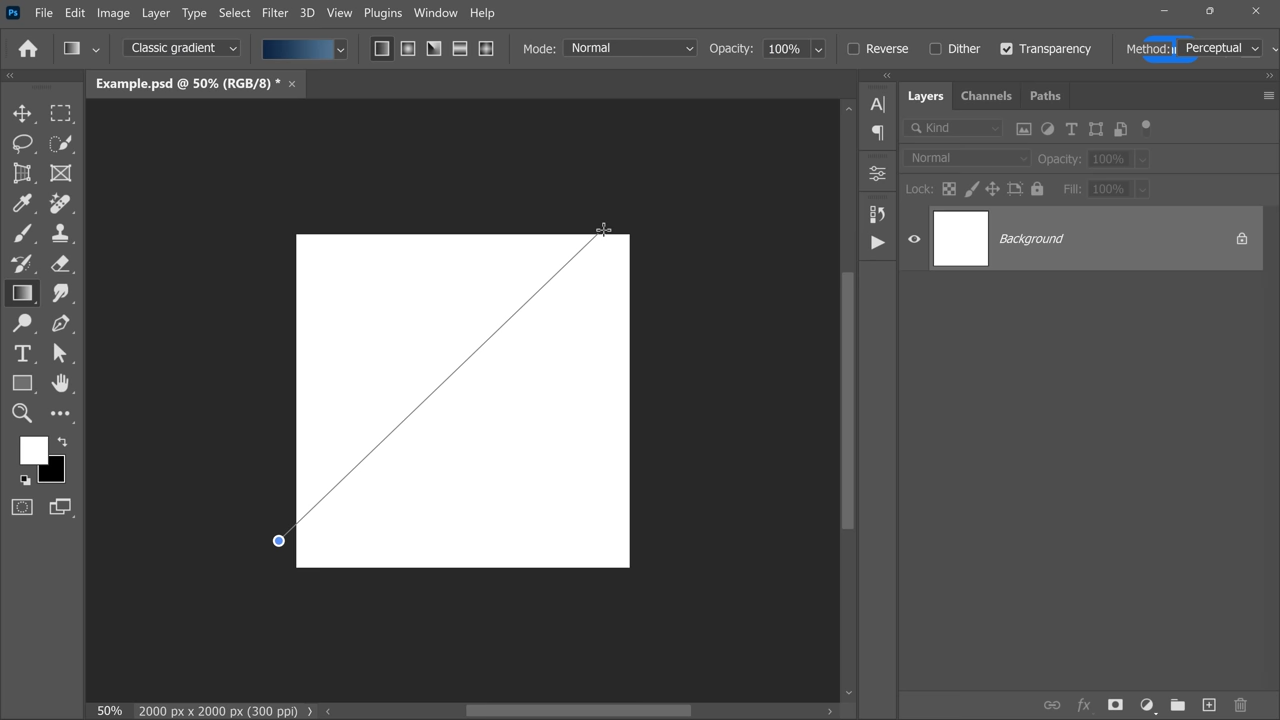 Ps File Edit Image Layer Type Select Filter 3D View Plugins Window Help
Classic gradient Mode: Normal Opacity: 100% Reverse Dither Transparency Method: Perceptual
Example.psd @ 50% (RGB/8) * ×
Layers Channels Paths
Kind
Normal Opacity: 100%
Lock: Fill: 100%
Background
50% 2000 px x 2000 px (300 ppi)